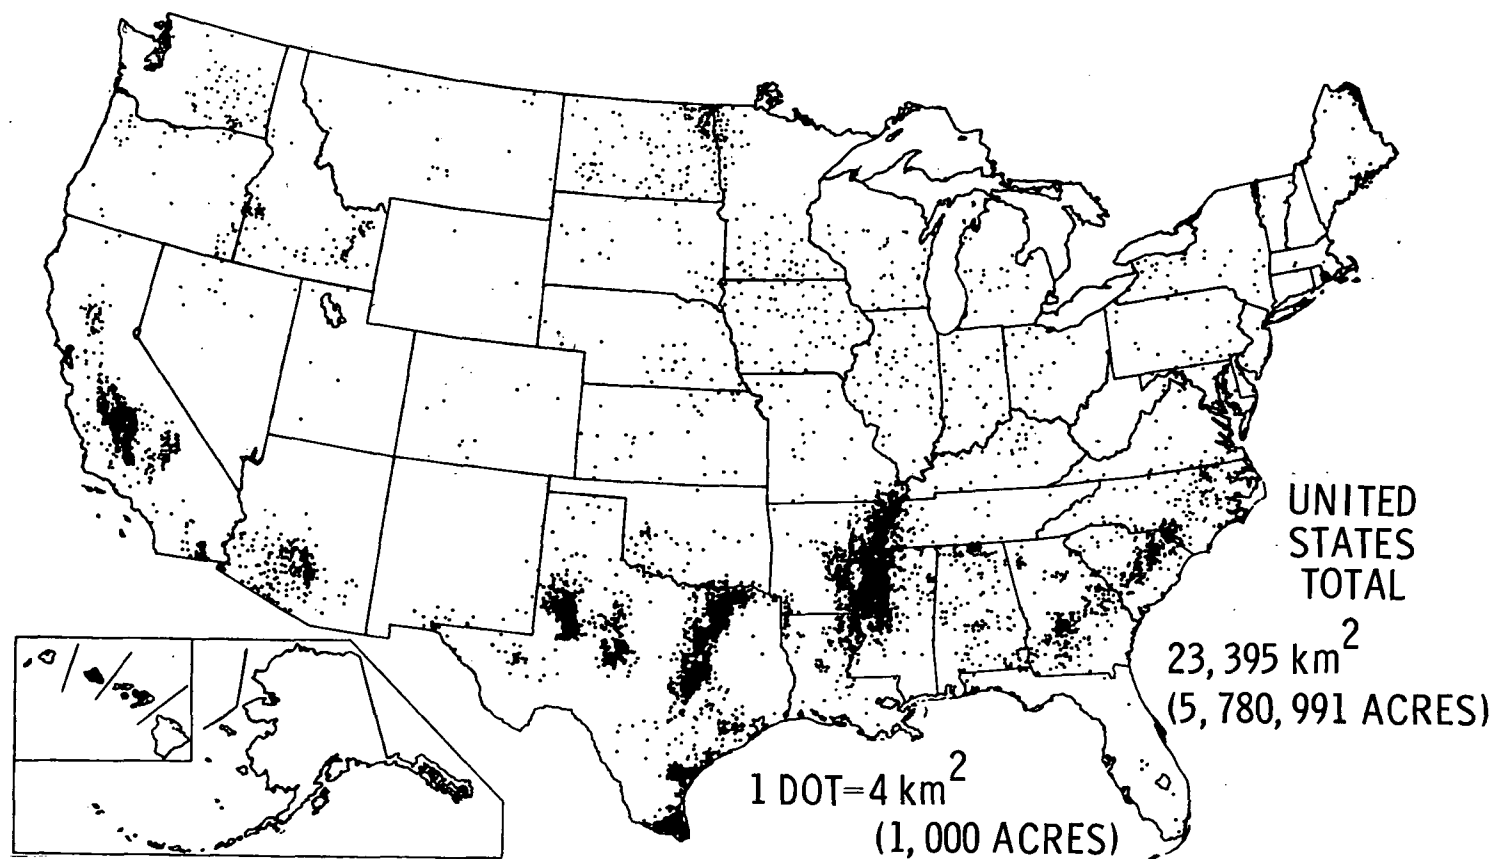 UNITED
STATES
TOTAL
23,395 km²
(5,780,991 ACRES)
1 DOT=4 km²
(1,000 ACRES)